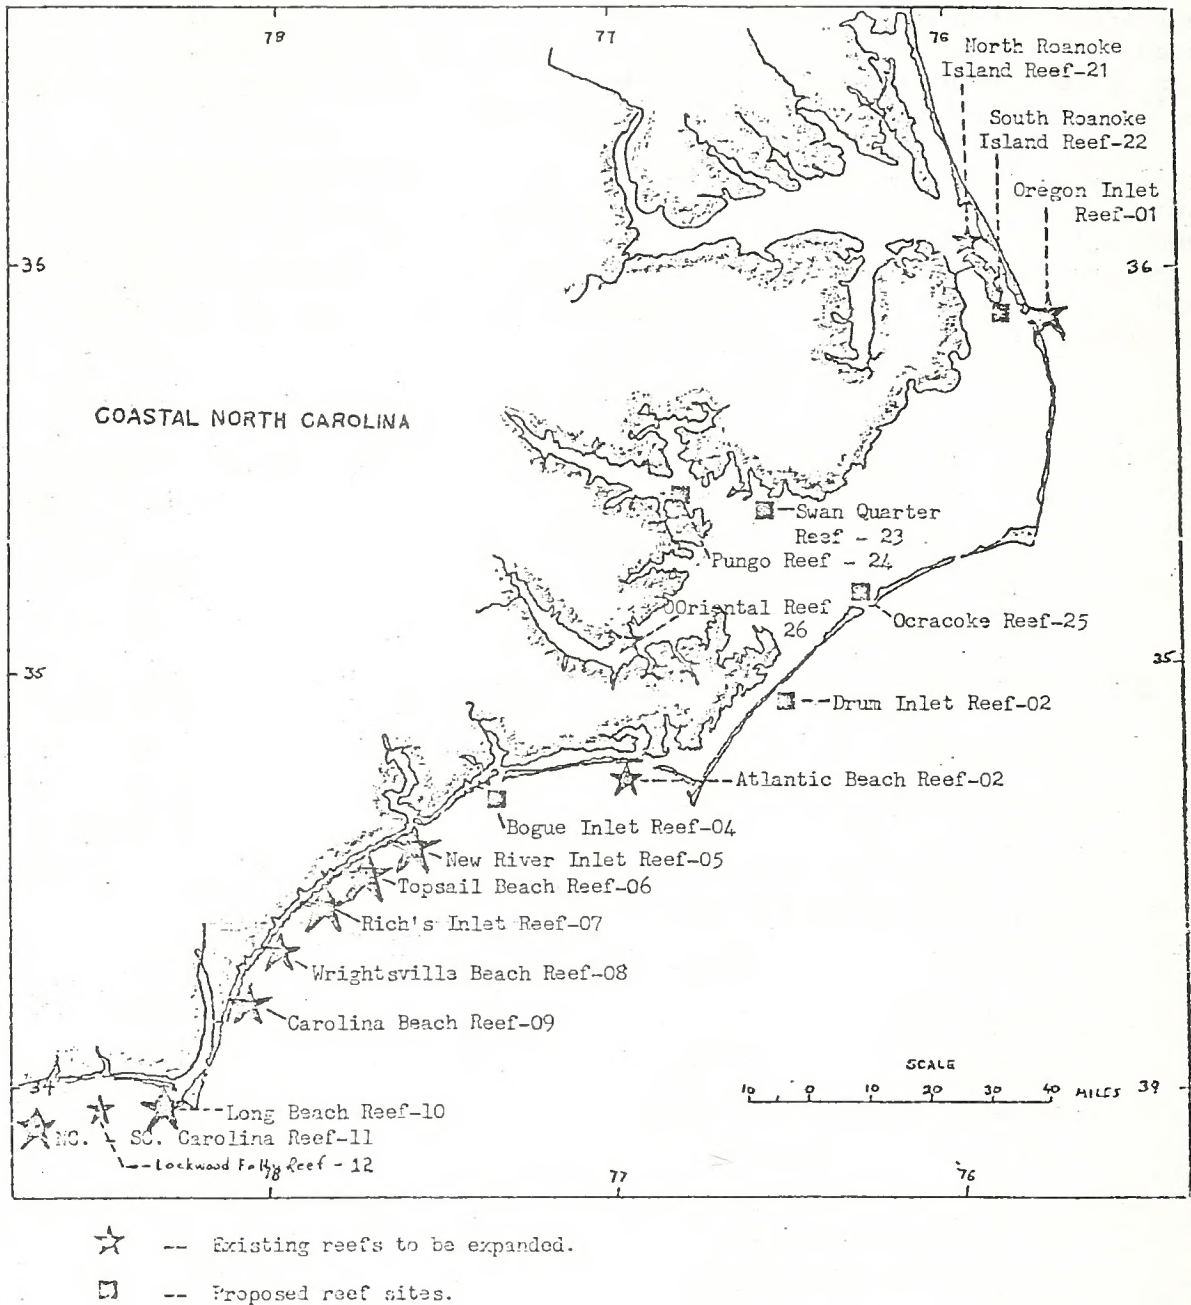 78 77 76
North Roanoke
Island Reef-21
South Roanoke
Island Reef-22
Oregon Inlet
Reef-01
36 36
COASTAL NORTH CAROLINA
Swan Quarter
Reef - 23
Pungo Reef - 24
Oriental Reef
26
Ocracoke Reef-25
35 35
Drum Inlet Reef-02
Atlantic Beach Reef-02
Bogue Inlet Reef-04
New River Inlet Reef-05
Topsail Beach Reef-06
Rich's Inlet Reef-07
Wrightsville Beach Reef-08
Carolina Beach Reef-09
SCALE
10 0 10 20 30 40 MILES
34 39
Long Beach Reef-10
NC. - SC. Carolina Reef-11
Lockwood Folly Reef - 12
78 77 76
-- Existing reefs to be expanded.
-- Proposed reef sites.